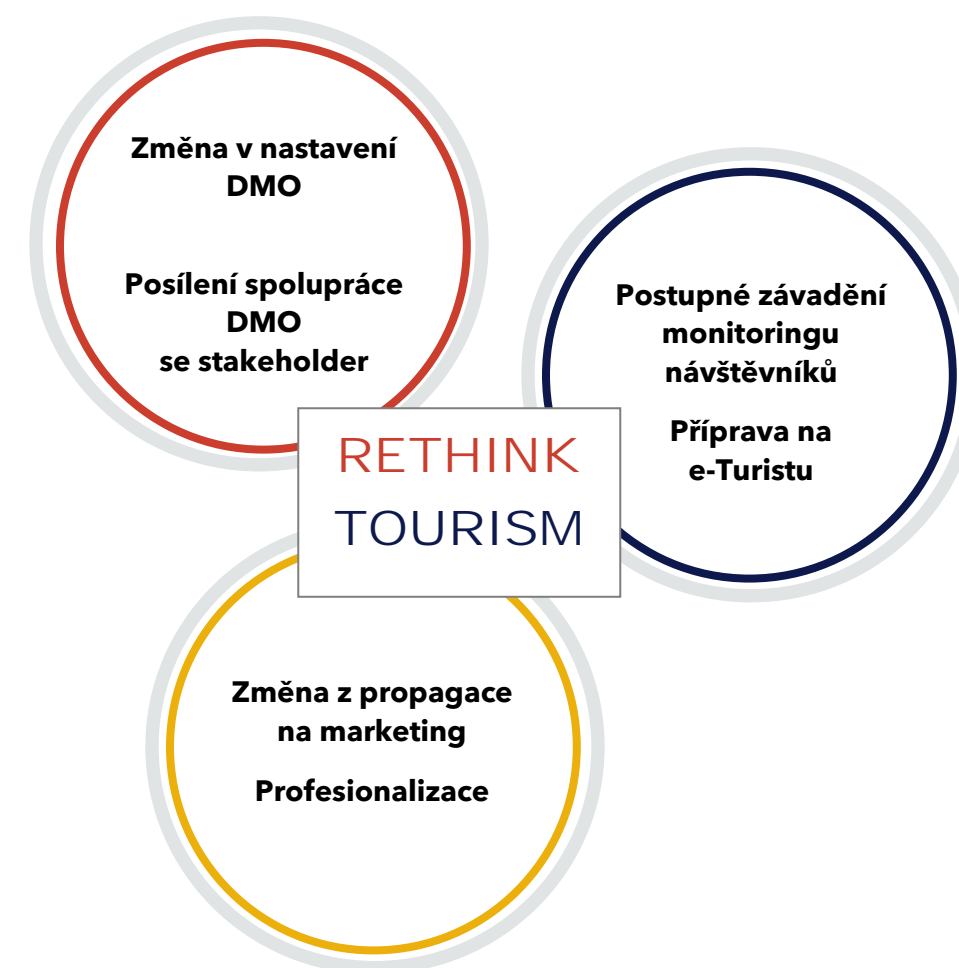 Změna v nastavení
DMO
Posílení spolupráce
DMO
se stakeholder
Postupné závadění
monitoringu
návštěvníků
Příprava na
e-Turistu
RETHINK
TOURISM
Změna z propagace
na marketing
Profesionalizace